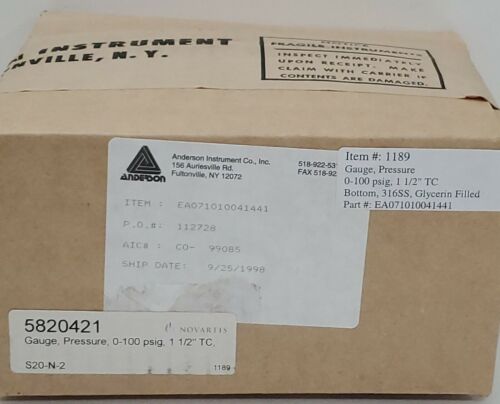 INSTRUMENT
NVILLE, N.Y.
FRAGILE INSTRUMENTS
INSPECT IMMEDIATELY
UPON RECEIPT. MAKE
CLAIM WITH CARRIER IF
CONTENTS ARE DAMAGED.
ANDERSON
Anderson Instrument Co., Inc.
156 Auriesville Rd.
Fultonville, NY 12072
518-922-53
FAX 518-92
ITEM : EA071010041441
P.O.#: 112728
AIC# : CO- 99085
SHIP DATE: 9/25/1998
Item #: 1189
Gauge, Pressure
0-100 psig, 1 1/2" TC
Bottom, 316SS, Glycerin Filled
Part #: EA071010041441
5820421
NOVARTIS
Gauge, Pressure, 0-100 psig, 1 1/2" TC,
S20-N-2
1189